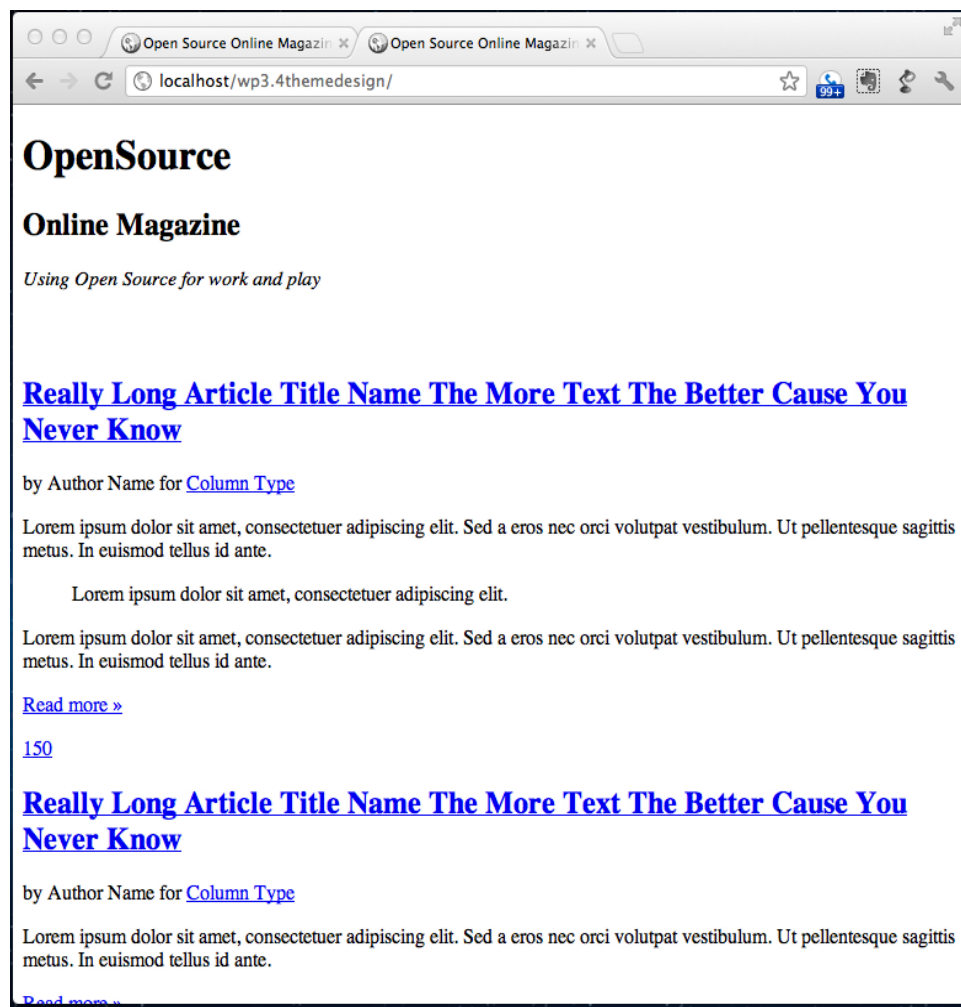 Open Source Online Magazin
Open Source Online Magazin
localhost/wp3.4themedesign/
99+
OpenSource
Online Magazine
Using Open Source for work and play
Really Long Article Title Name The More Text The Better Cause You
Never Know
by Author Name for Column Type
Lorem ipsum dolor sit amet, consectetuer adipiscing elit. Sed a eros nec orci volutpat vestibulum. Ut pellentesque sagittis
metus. In euismod tellus id ante.
Lorem ipsum dolor sit amet, consectetuer adipiscing elit.
Lorem ipsum dolor sit amet, consectetuer adipiscing elit. Sed a eros nec orci volutpat vestibulum. Ut pellentesque sagittis
metus. In euismod tellus id ante.
Read more »
150
Really Long Article Title Name The More Text The Better Cause You
Never Know
by Author Name for Column Type
Lorem ipsum dolor sit amet, consectetuer adipiscing elit. Sed a eros nec orci volutpat vestibulum. Ut pellentesque sagittis
metus. In euismod tellus id ante.
Read more »